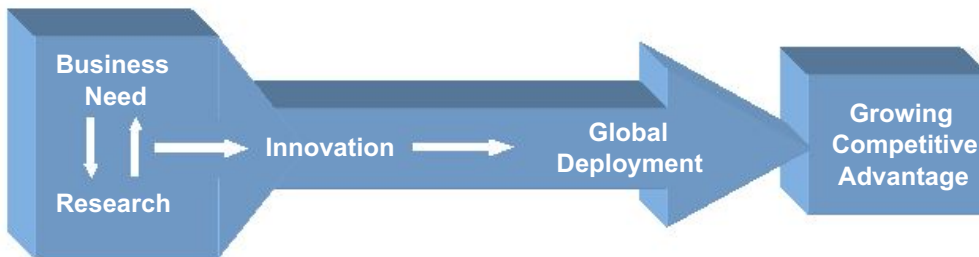 Business
Need
Research
Innovation
Global
Deployment
Growing
Competitive
Advantage